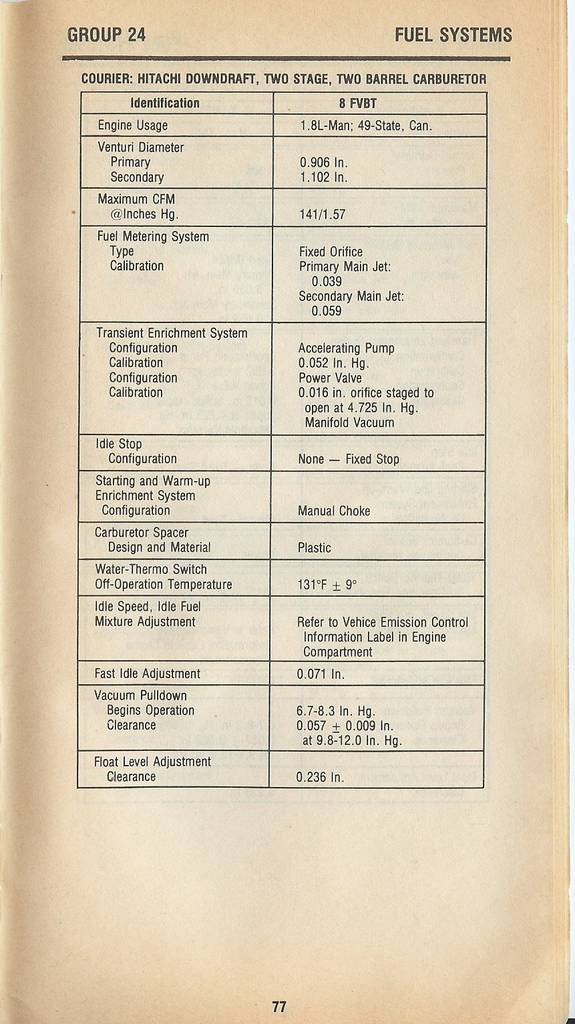 GROUP 24 FUEL SYSTEMS
COURIER: HITACHI DOWNDRAFT, TWO STAGE, TWO BARREL CARBURETOR
Identification 8 FVBT
Engine Usage 1.8L-Man; 49-State, Can.
Venturi Diameter
Primary 0.906 In.
Secondary 1.102 In.
Maximum CFM
@Inches Hg. 141/1.57
Fuel Metering System
Type Fixed Orifice
Calibration Primary Main Jet:
0.039
Secondary Main Jet:
0.059
Transient Enrichment System
Configuration Accelerating Pump
Calibration 0.052 In. Hg.
Configuration Power Valve
Calibration 0.016 in. orifice staged to
open at 4.725 In. Hg.
Manifold Vacuum
Idle Stop
Configuration None — Fixed Stop
Starting and Warm-up
Enrichment System
Configuration Manual Choke
Carburetor Spacer
Design and Material Plastic
Water-Thermo Switch
Off-Operation Temperature 131°F ± 9°
Idle Speed, Idle Fuel
Mixture Adjustment Refer to Vehice Emission Control
Information Label in Engine
Compartment
Fast Idle Adjustment 0.071 In.
Vacuum Pulldown
Begins Operation 6.7-8.3 In. Hg.
Clearance 0.057 ± 0.009 In.
at 9.8-12.0 In. Hg.
Float Level Adjustment
Clearance 0.236 In.
77